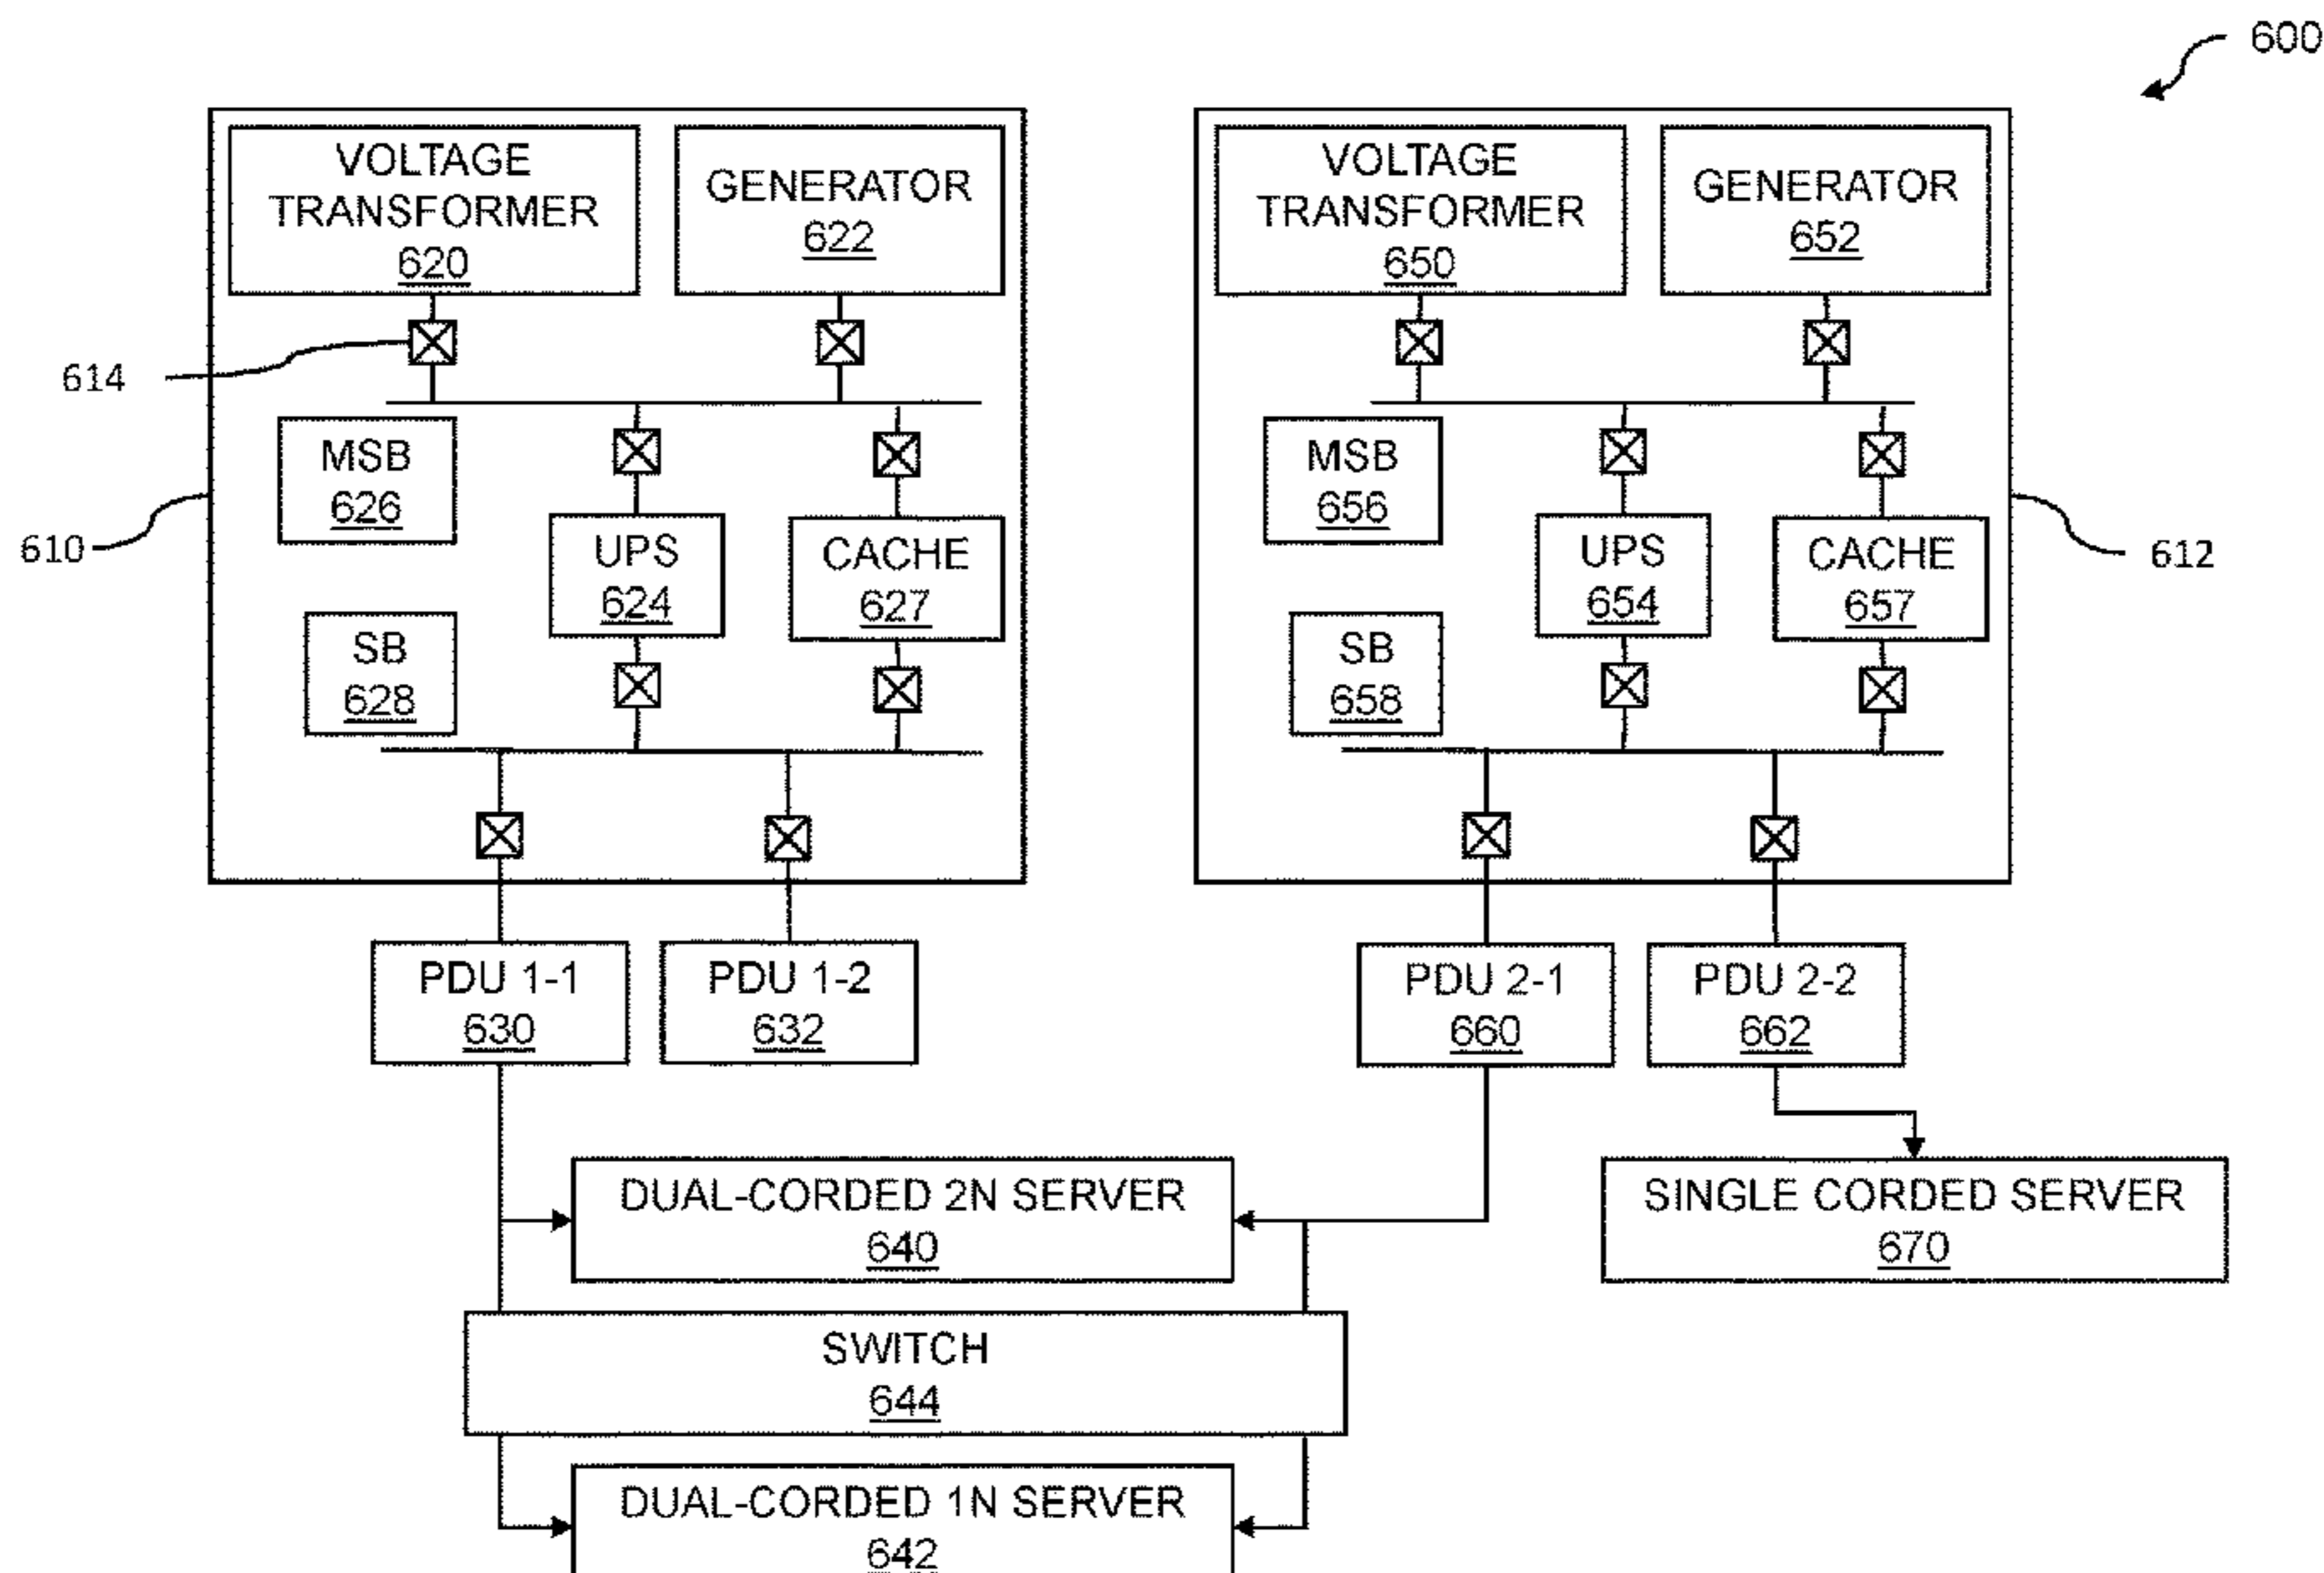 600
VOLTAGE
TRANSFORMER
620
GENERATOR
622
VOLTAGE
TRANSFORMER
650
GENERATOR
652
614
MSB
626
UPS
624
CACHE
627
610
SB
628
MSB
656
UPS
654
CACHE
657
612
SB
658
PDU 1-1
630
PDU 1-2
632
PDU 2-1
660
PDU 2-2
662
DUAL-CORDED 2N SERVER
640
SINGLE CORDED SERVER
670
SWITCH
644
DUAL-CORDED 1N SERVER
642